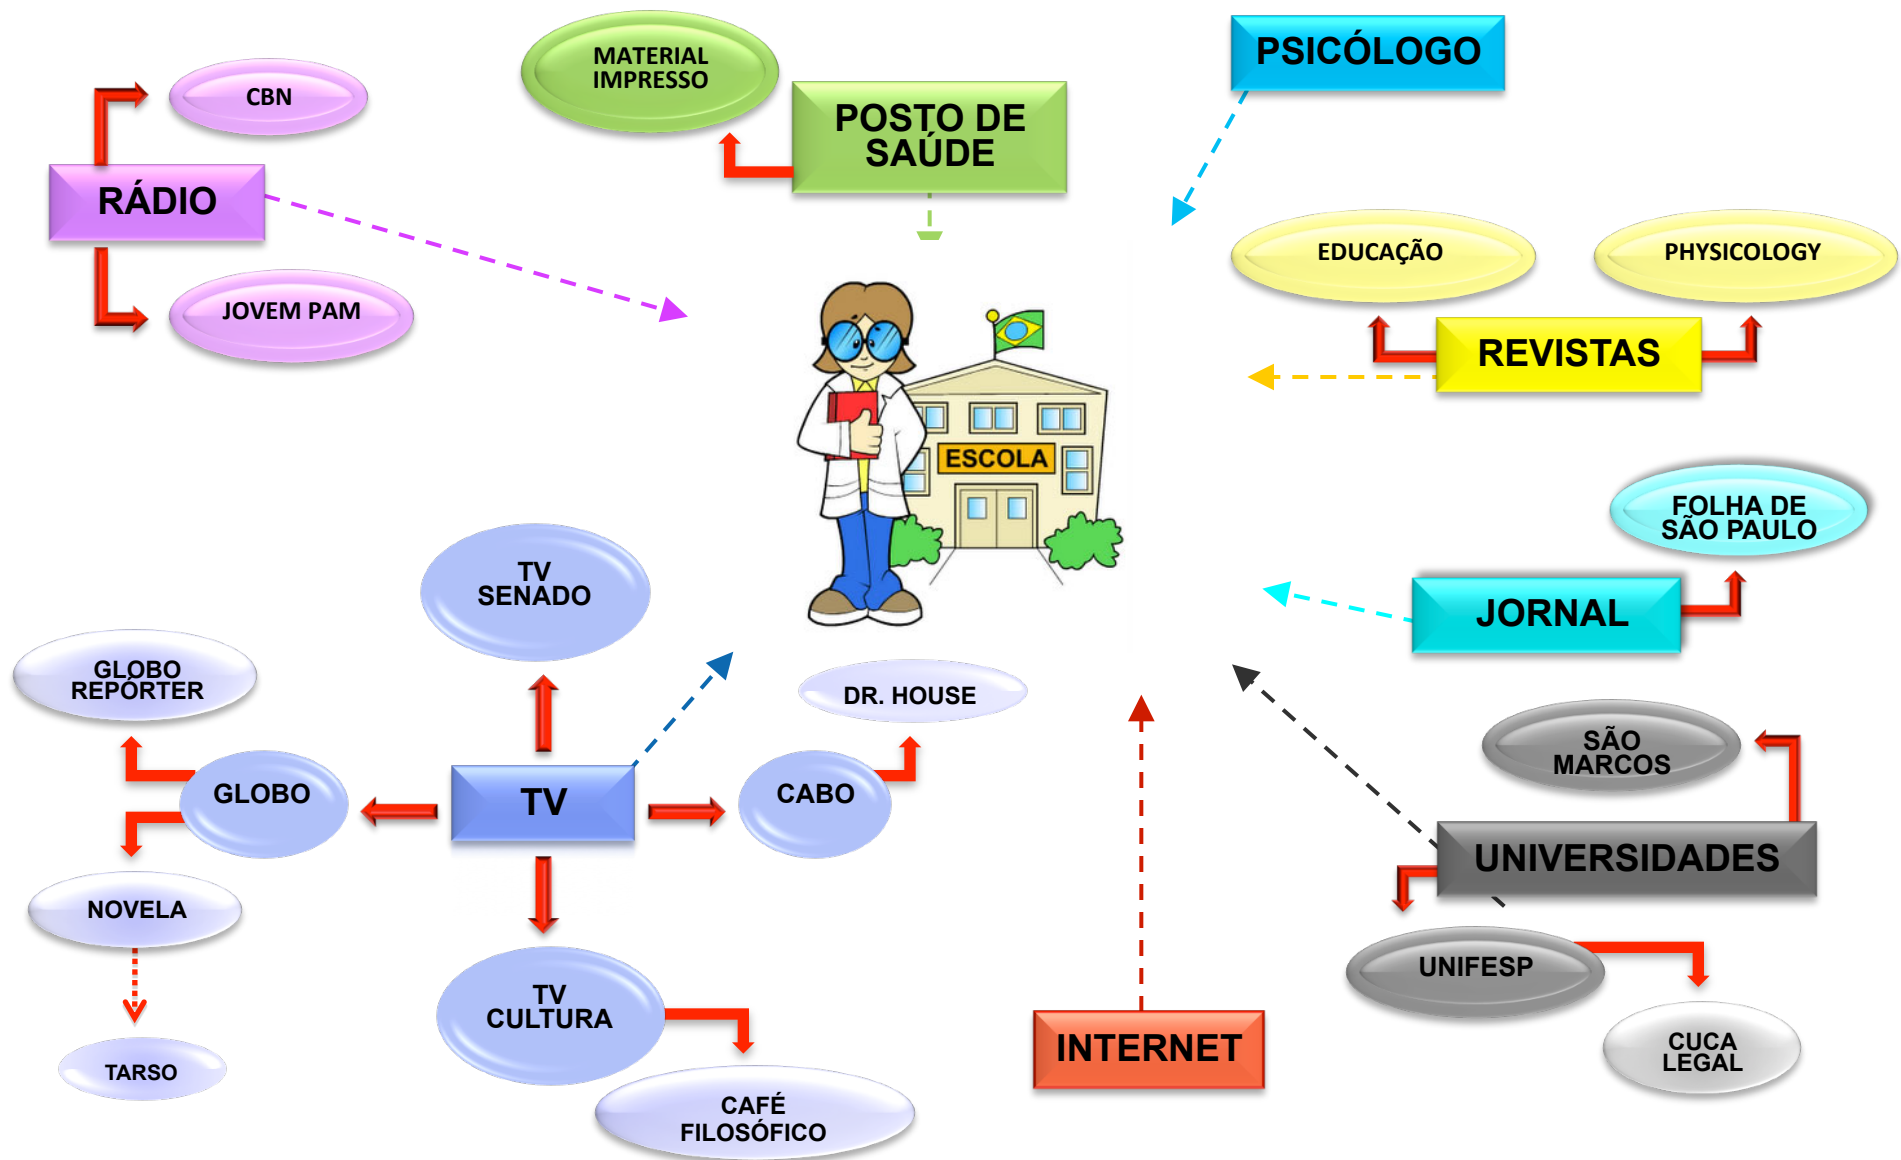 MATERIAL
IMPRESSO
PSICÓLOGO
CBN
POSTO DE
SAÚDE
RÁDIO
JOVEM PAM
EDUCAÇÃO
PHYSICOLOGY
REVISTAS
ESCOLA
FOLHA DE
SÃO PAULO
JORNAL
TV
SENADO
GLOBO
REPÓRTER
DR. HOUSE
SÃO
MARCOS
GLOBO
TV
CABO
UNIVERSIDADES
NOVELA
UNIFESP
TV
CULTURA
INTERNET
CUCA
LEGAL
TARSO
CAFÉ
FILOSÓFICO